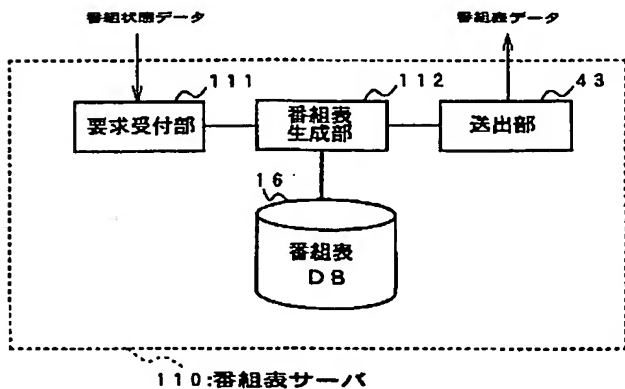 番組状態データ
番組表データ
111
112
43
要求受付部
番組表
生成部
送出部
16
番組表
DB
110:番組表サーバ